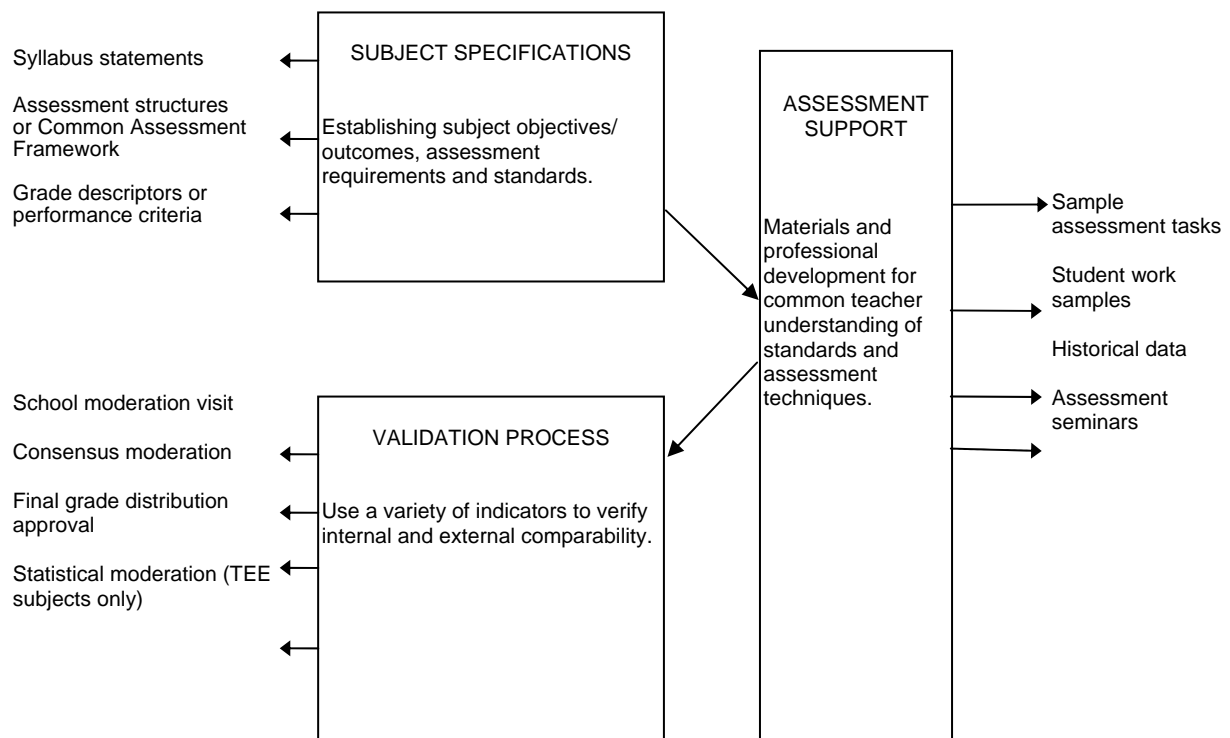 Syllabus statements
Assessment structures
or Common Assessment
Framework
Grade descriptors or
performance criteria
SUBJECT SPECIFICATIONS
Establishing subject objectives/
outcomes, assessment
requirements and standards.
ASSESSMENT
SUPPORT
Materials and
professional
development for
common teacher
understanding of
standards and
assessment
techniques.
Sample
assessment tasks
Student work
samples
Historical data
Assessment
seminars
School moderation visit
Consensus moderation
Final grade distribution
approval
Statistical moderation (TEE
subjects only)
VALIDATION PROCESS
Use a variety of indicators to verify
internal and external comparability.